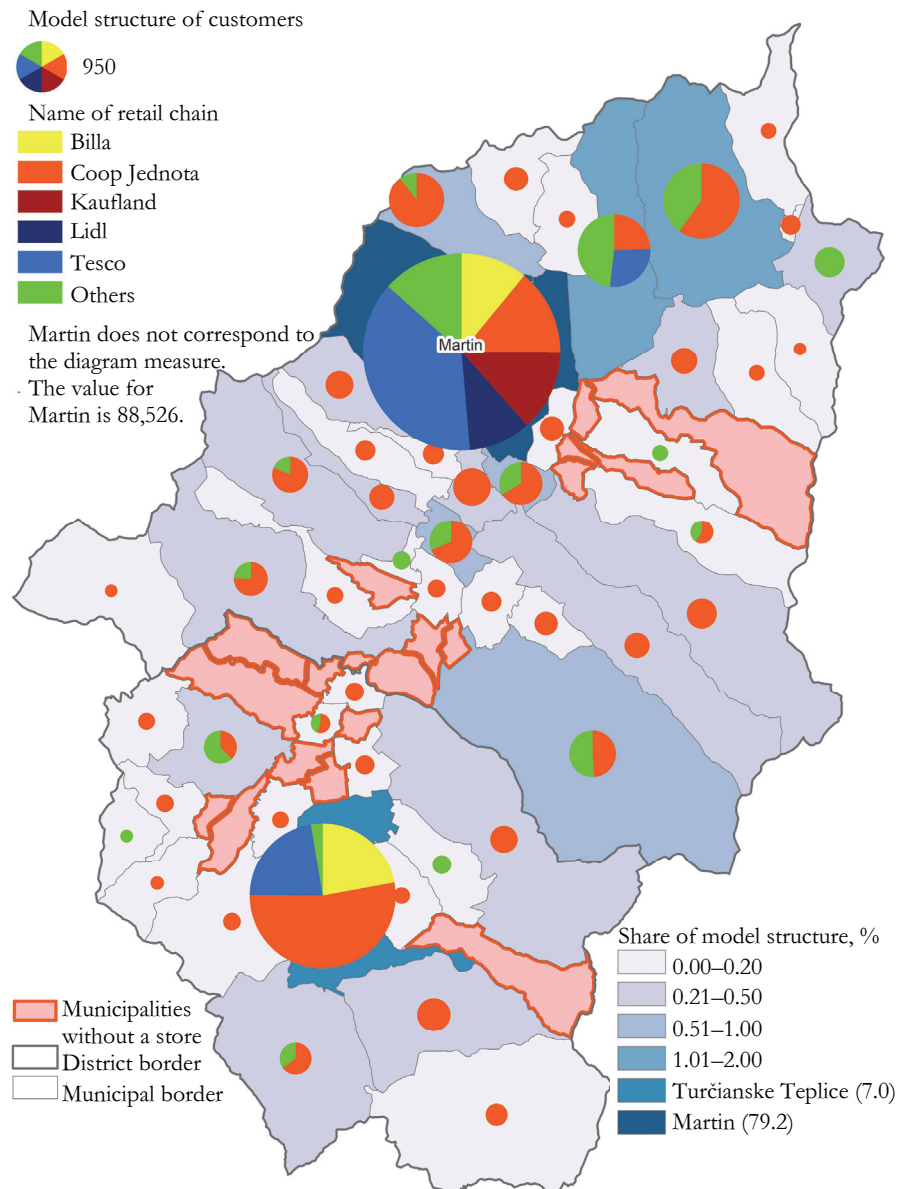 Model structure of customers
950
Name of retail chain
Billa
Coop Jednota
Kaufland
Lidl
Tesco
Others
Martin does not correspond to
the diagram measure.
The value for
Martin is 88,526.
Martin
Share of model structure, %
0.00–0.20
0.21–0.50
0.51–1.00
1.01–2.00
Turčianske Teplice (7.0)
Martin (79.2)
Municipalities
without a store
District border
Municipal border